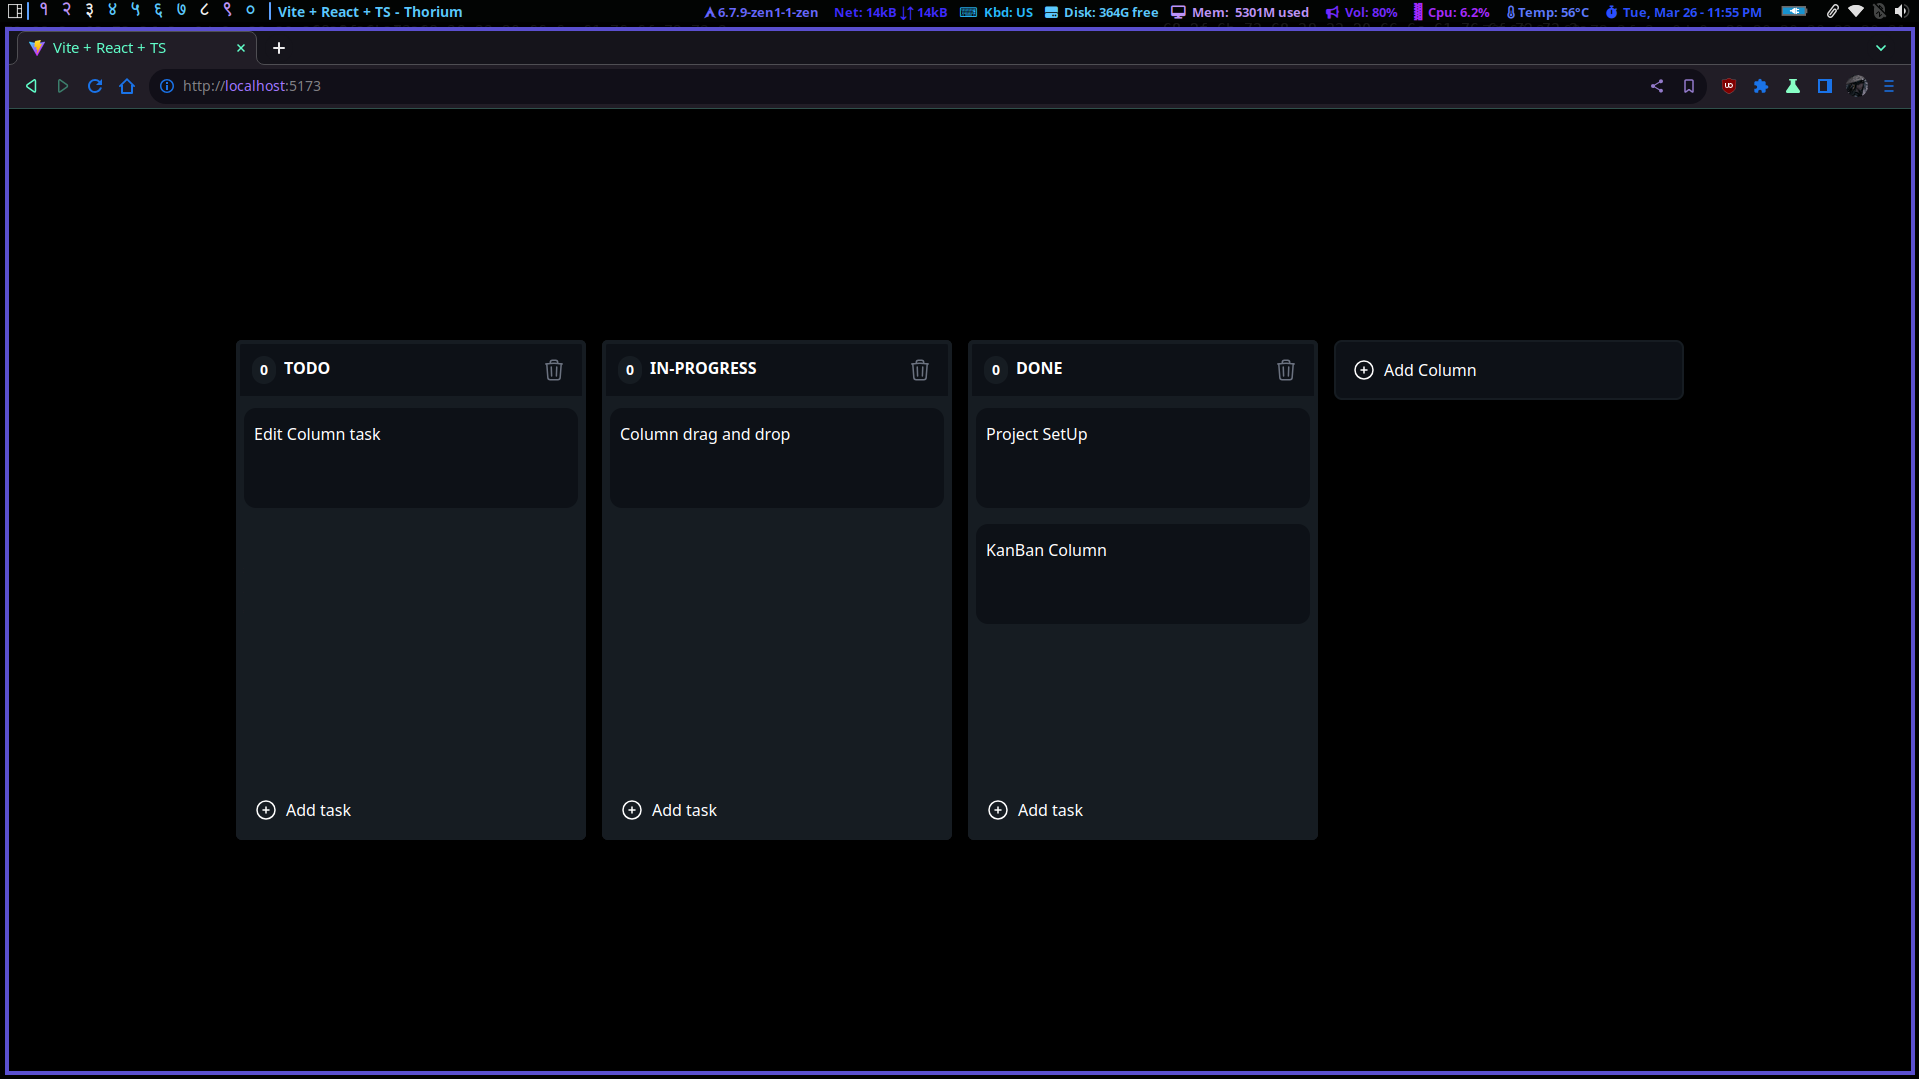 १ २ ३ ४ ५ ६ ७ ८ ९ ० Vite + React + TS - Thorium 6.7.9-zen1-1-zen Net: 14kB ↓↑ 14kB Kbd: US Disk: 364G free Mem: 5301M used Vol: 80% Cpu: 6.2% Temp: 56°C Tue, Mar 26 - 11:55 PM
Vite + React + TS
http://localhost:5173
0 TODO
Edit Column task
Add task
0 IN-PROGRESS
Column drag and drop
Add task
0 DONE
Project SetUp
KanBan Column
Add task
Add Column